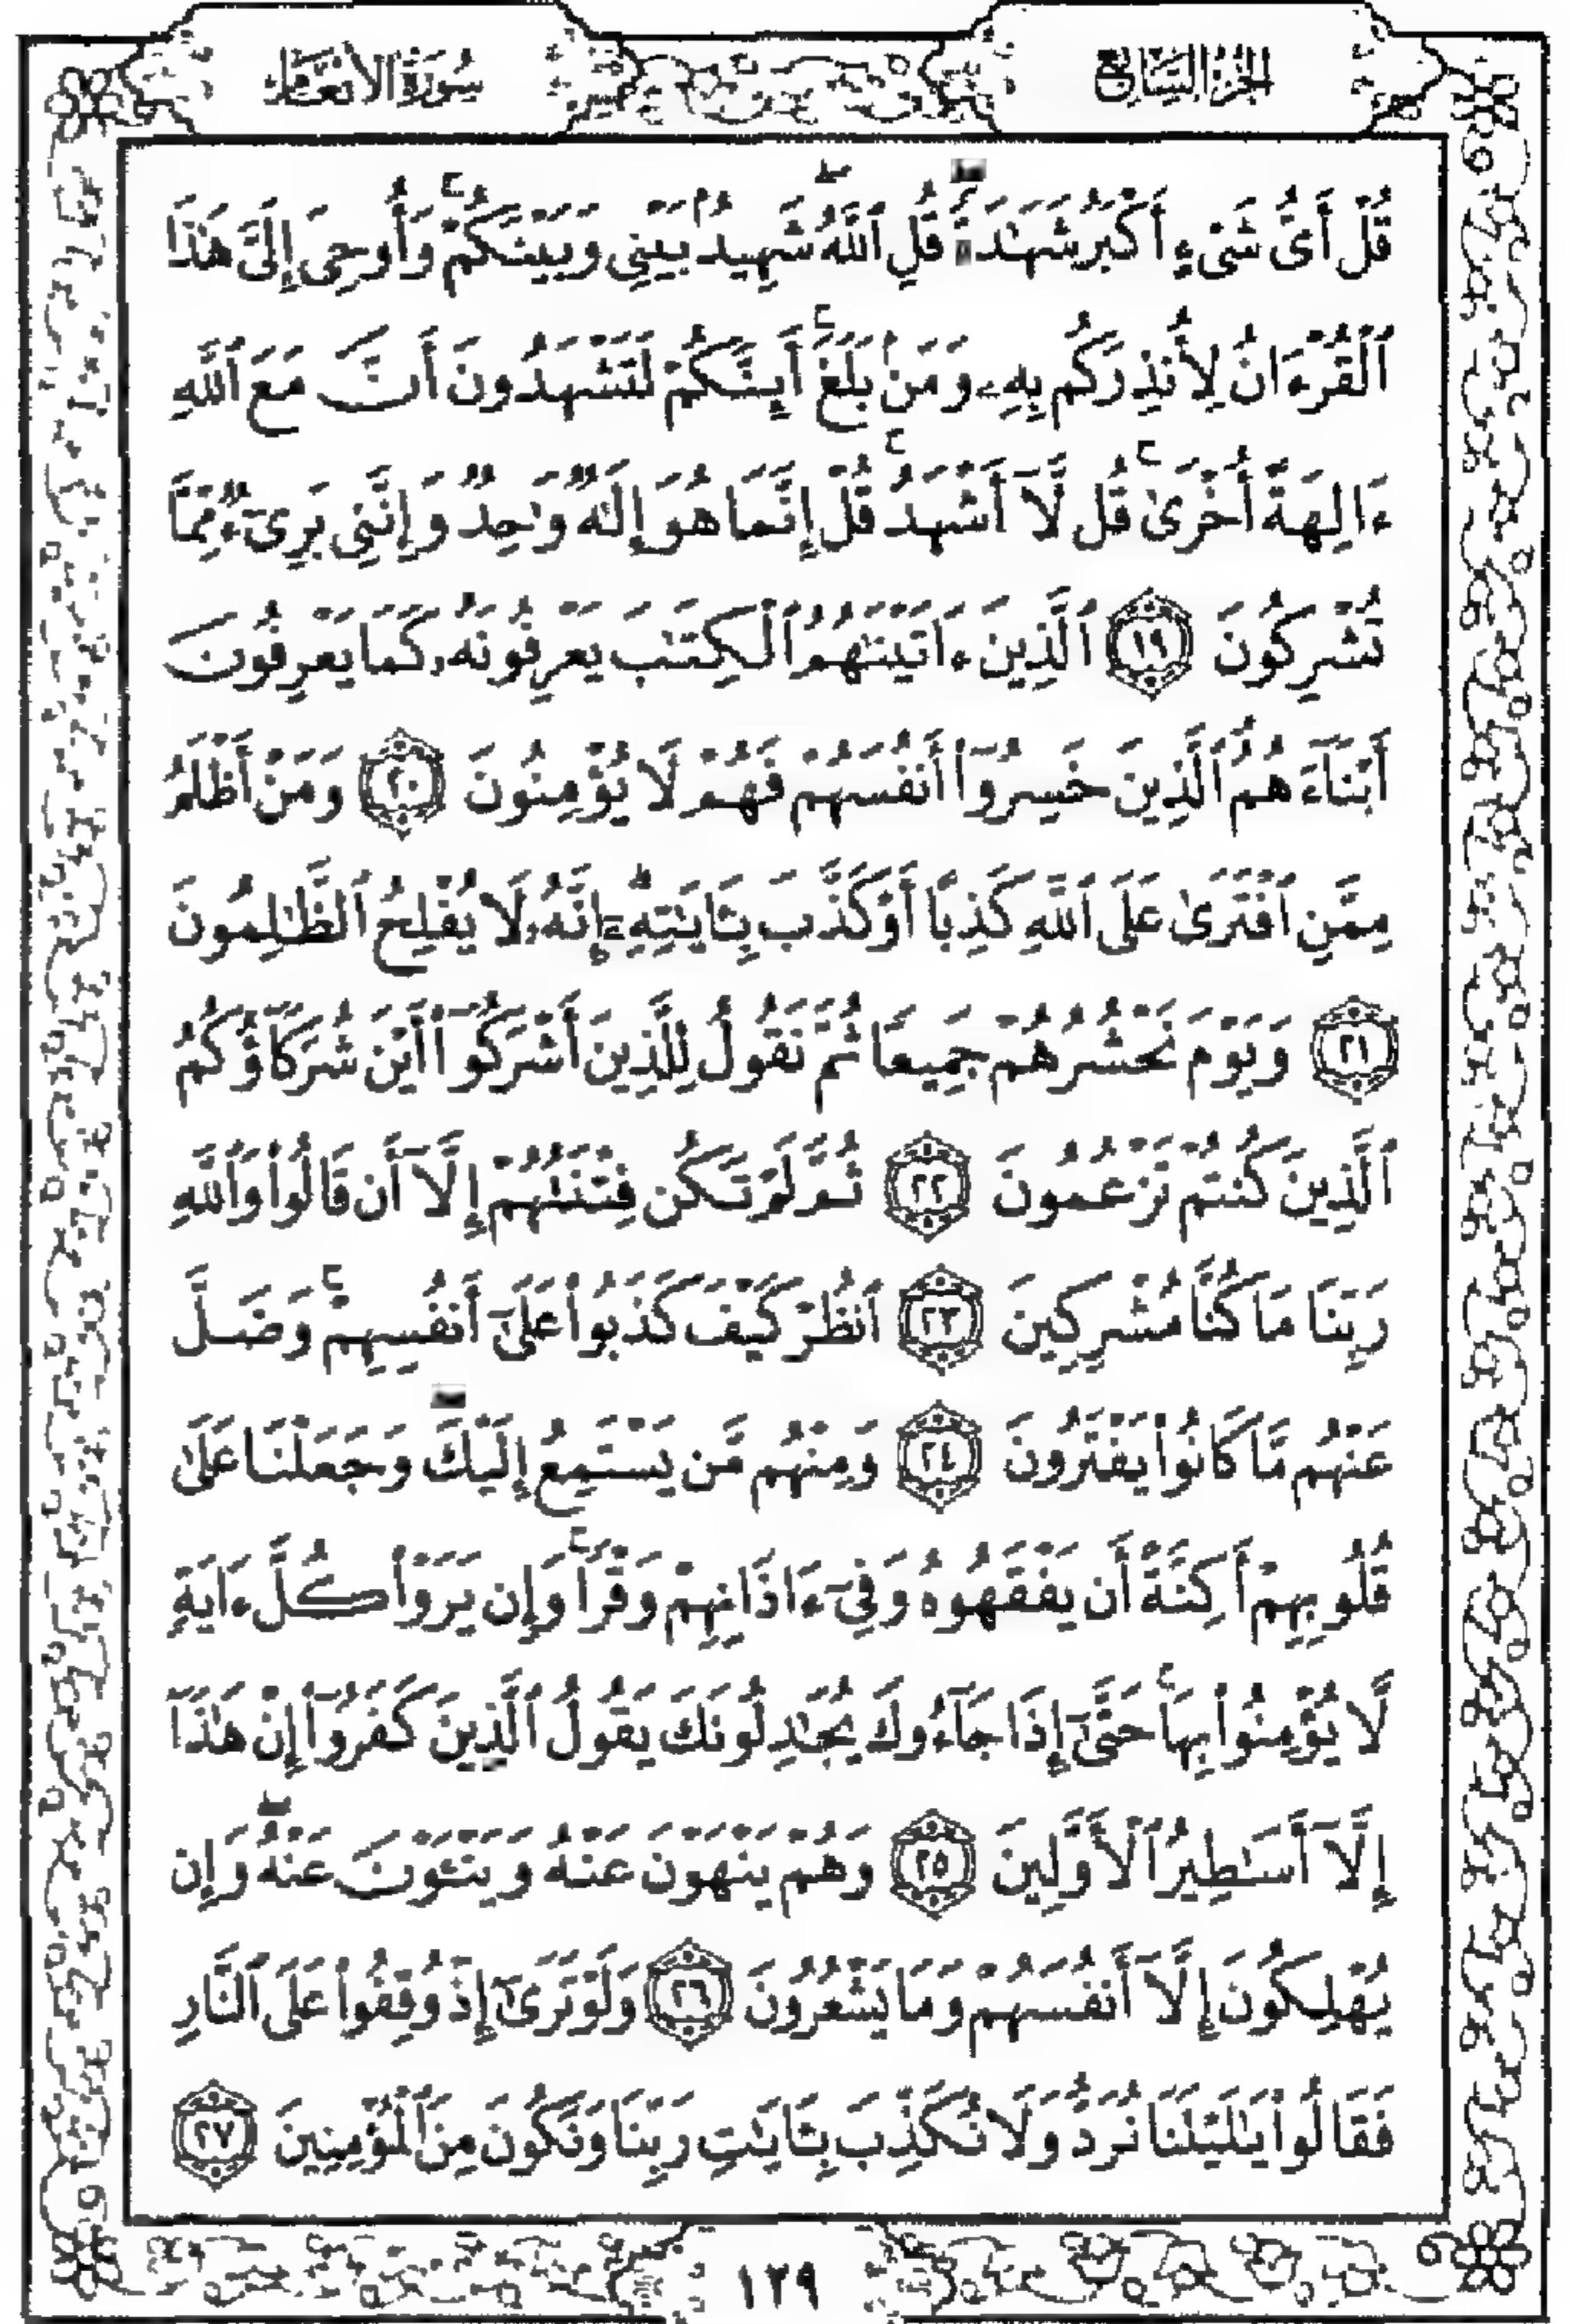 الجزء السابع
سورة الأنعام
قُلْ أَىُّ شَىْءٍ أَكْبَرُ شَهَٰدَةً ۖ قُلِ ٱللَّهُ ۖ شَهِيدٌۢ بَيْنِى وَبَيْنَكُمْ ۚ وَأُوحِىَ إِلَىَّ هَٰذَا
ٱلْقُرْءَانُ لِأُنذِرَكُم بِهِۦ وَمَنۢ بَلَغَ ۚ أَئِنَّكُمْ لَتَشْهَدُونَ أَنَّ مَعَ ٱللَّهِ
ءَالِهَةً أُخْرَىٰ ۚ قُل لَّآ أَشْهَدُ ۚ قُلْ إِنَّمَا هُوَ إِلَٰهٌ وَٰحِدٌ وَإِنَّنِى بَرِىٓءٌ مِّمَّا
تُشْرِكُونَ ١٩ ٱلَّذِينَ ءَاتَيْنَٰهُمُ ٱلْكِتَٰبَ يَعْرِفُونَهُۥ كَمَا يَعْرِفُونَ
أَبْنَآءَهُمُ ٱلَّذِينَ خَسِرُوٓا۟ أَنفُسَهُمْ فَهُمْ لَا يُؤْمِنُونَ ٢٠ وَمَنْ أَظْلَمُ
مِمَّنِ ٱفْتَرَىٰ عَلَى ٱللَّهِ كَذِبًا أَوْ كَذَّبَ بِـَٔايَٰتِهِۦٓ ۗ إِنَّهُۥ لَا يُفْلِحُ ٱلظَّٰلِمُونَ
٢١ وَيَوْمَ نَحْشُرُهُمْ جَمِيعًا ثُمَّ نَقُولُ لِلَّذِينَ أَشْرَكُوٓا۟ أَيْنَ شُرَكَآؤُكُمُ
ٱلَّذِينَ كُنتُمْ تَزْعُمُونَ ٢٢ ثُمَّ لَمْ تَكُن فِتْنَتُهُمْ إِلَّآ أَن قَالُوا۟ وَٱللَّهِ
رَبِّنَا مَا كُنَّا مُشْرِكِينَ ٢٣ ٱنظُرْ كَيْفَ كَذَبُوا۟ عَلَىٰٓ أَنفُسِهِمْ ۚ وَضَلَّ
عَنْهُم مَّا كَانُوا۟ يَفْتَرُونَ ٢٤ وَمِنْهُم مَّن يَسْتَمِعُ إِلَيْكَ ۖ وَجَعَلْنَا عَلَىٰ
قُلُوبِهِمْ أَكِنَّةً أَن يَفْقَهُوهُ وَفِىٓ ءَاذَانِهِمْ وَقْرًا ۚ وَإِن يَرَوْا۟ كُلَّ ءَايَةٍ
لَّا يُؤْمِنُوا۟ بِهَا ۚ حَتَّىٰٓ إِذَا جَآءُوكَ يُجَٰدِلُونَكَ يَقُولُ ٱلَّذِينَ كَفَرُوٓا۟ إِنْ هَٰذَآ
إِلَّآ أَسَٰطِيرُ ٱلْأَوَّلِينَ ٢٥ وَهُمْ يَنْهَوْنَ عَنْهُ وَيَنْـَٔوْنَ عَنْهُ ۖ وَإِن
يُهْلِكُونَ إِلَّآ أَنفُسَهُمْ وَمَا يَشْعُرُونَ ٢٦ وَلَوْ تَرَىٰٓ إِذْ وُقِفُوا۟ عَلَى ٱلنَّارِ
فَقَالُوا۟ يَٰلَيْتَنَا نُرَدُّ وَلَا نُكَذِّبَ بِـَٔايَٰتِ رَبِّنَا وَنَكُونَ مِنَ ٱلْمُؤْمِنِينَ ٢٧
١٢٩